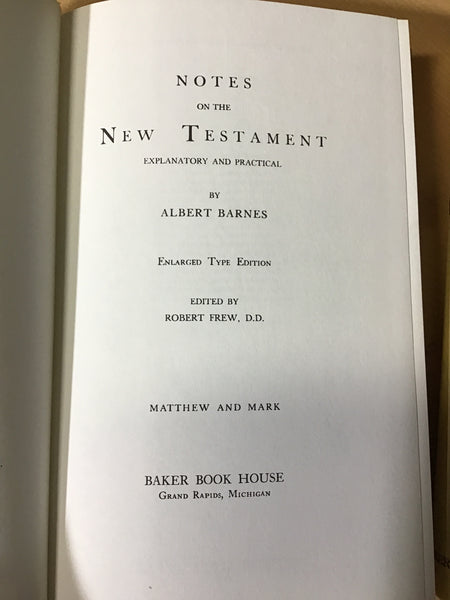 NOTES
ON THE
NEW TESTAMENT
EXPLANATORY AND PRACTICAL
BY
ALBERT BARNES
ENLARGED TYPE EDITION
EDITED BY
ROBERT FREW, D.D.
MATTHEW AND MARK
BAKER BOOK HOUSE
GRAND RAPIDS, MICHIGAN